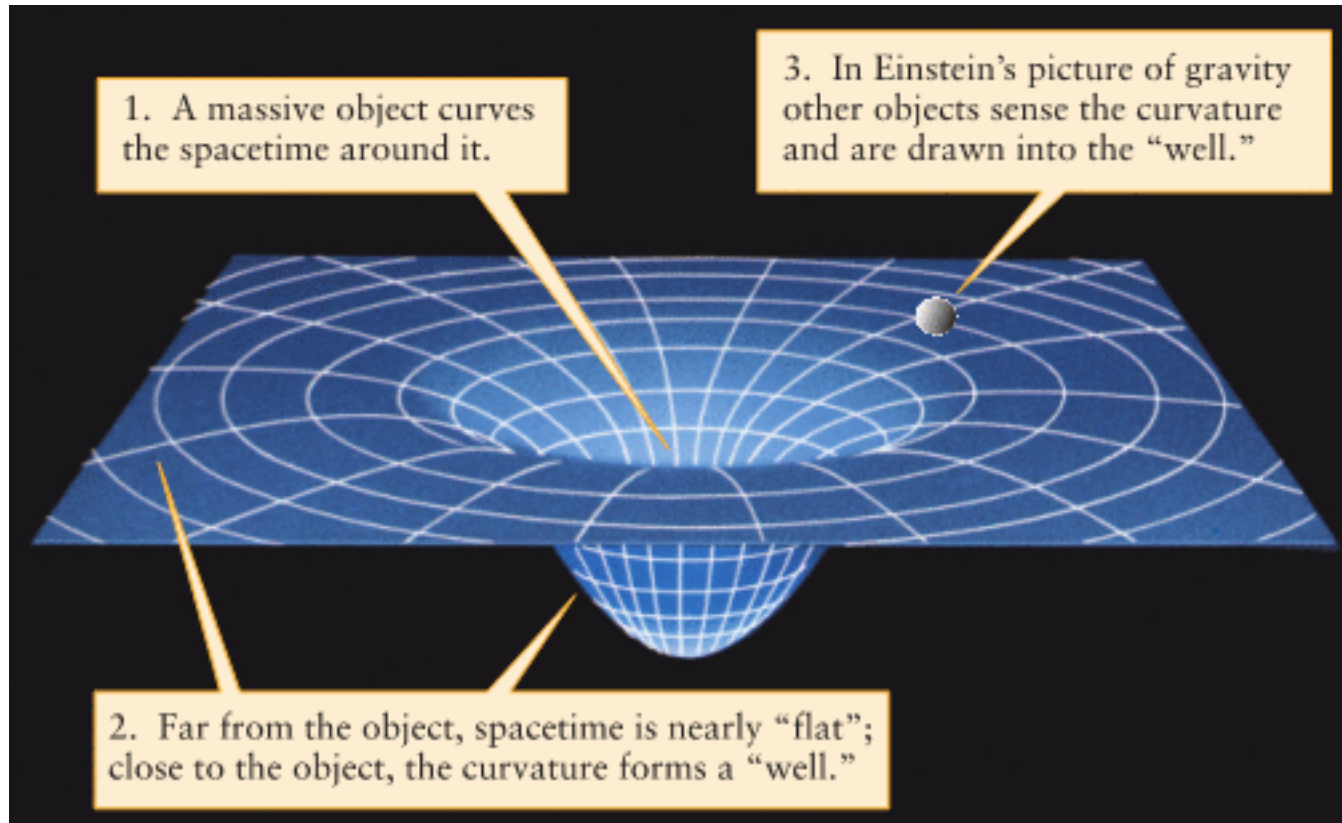 1. A massive object curves
the spacetime around it.
3. In Einstein’s picture of gravity
other objects sense the curvature
and are drawn into the “well.”
2. Far from the object, spacetime is nearly “flat”;
close to the object, the curvature forms a “well.”